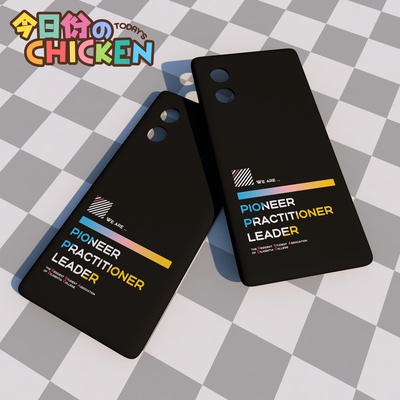 今日份の
TODAY'S
CHICKEN
WE ARE ...
PIONEER
PRACTITIONER
LEADER
WE ARE ...
PIONEER
PRACTITIONER
LEADER